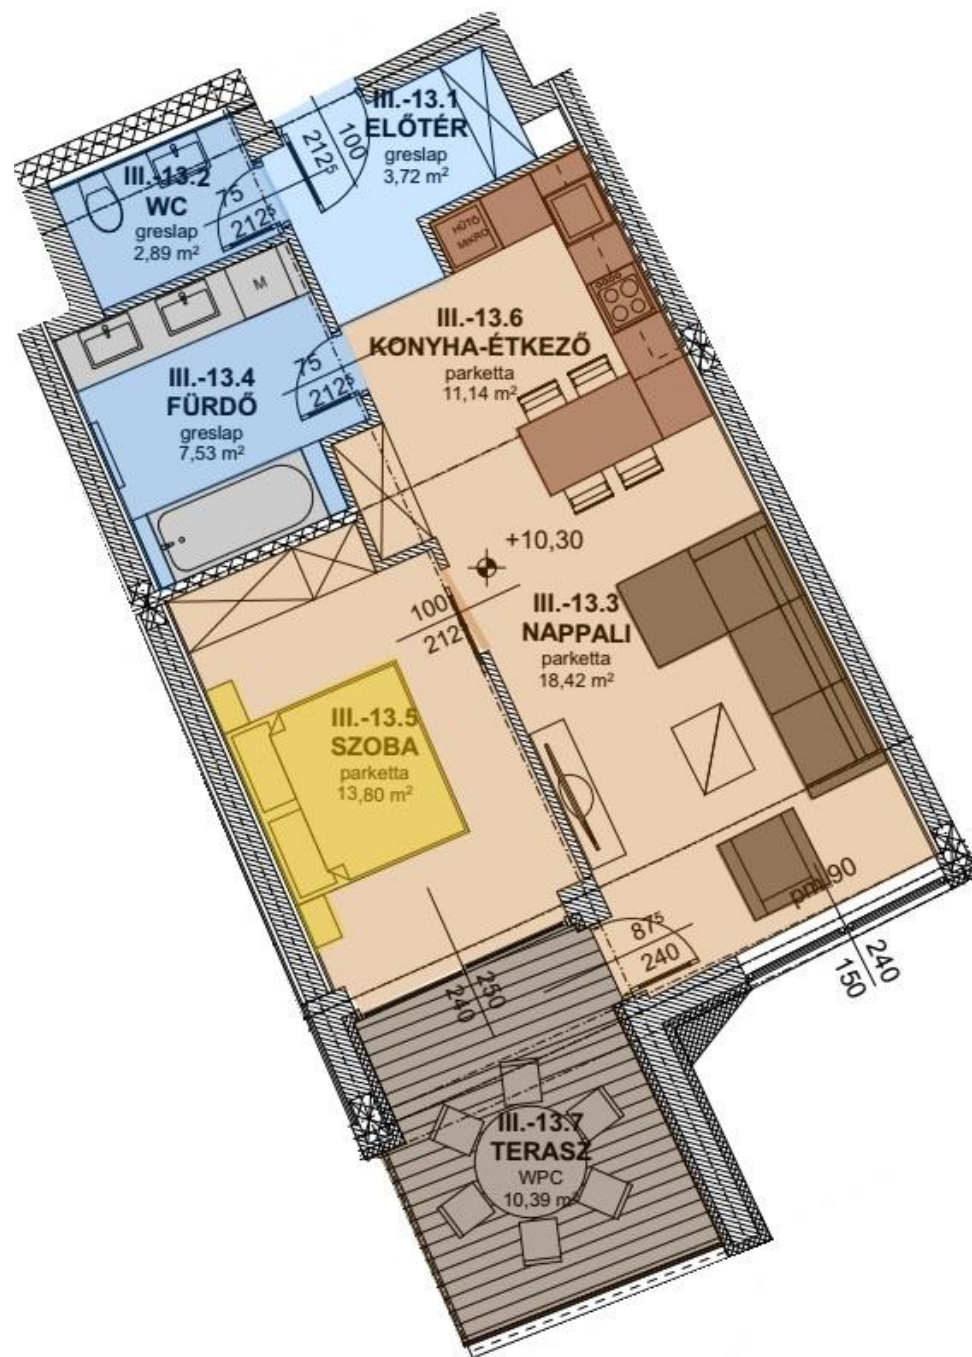 III.-13.1
ELŐTÉR
greslap
3,72 m²
100
212⁵
III.-13.2
WC
greslap
2,89 m²
75
212⁵
HŰTŐ
MIKRO
M
III.-13.6
KONYHA-ÉTKEZŐ
parketta
11,14 m²
III.-13.4
FÜRDŐ
greslap
7,53 m²
75
212⁵
+10,30
100
212⁵
III.-13.3
NAPPALI
parketta
18,42 m²
III.-13.5
SZOBA
parketta
13,80 m²
pm.90
87⁵
240
240
150
250
240
III.-13.7
TERASZ
WPC
10,39 m²